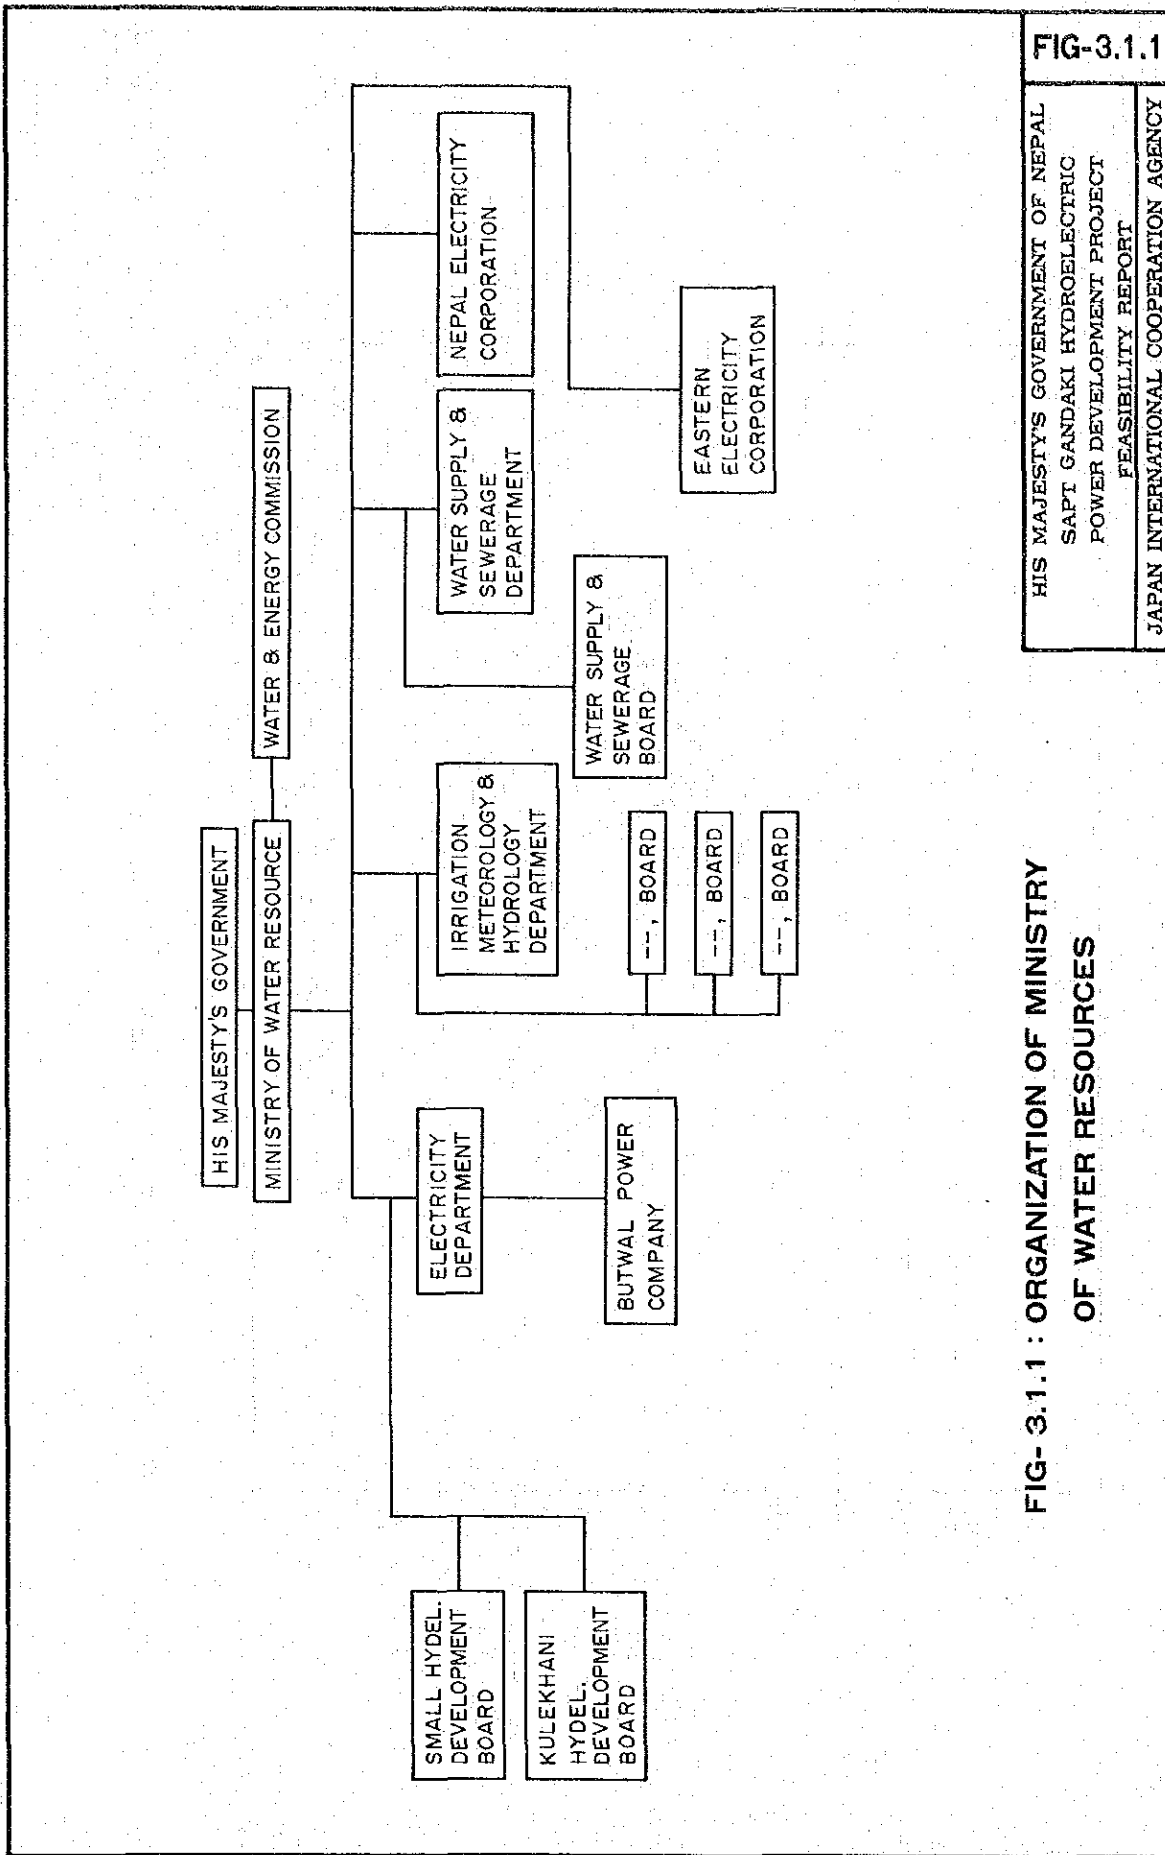 HIS MAJESTY'S GOVERNMENT
MINISTRY OF WATER RESOURCE
WATER & ENERGY COMMISSION
SMALL HYDEL.
DEVELOPMENT
BOARD
KULEKHANI
HYDEL.
DEVELOPMENT
BOARD
ELECTRICITY
DEPARTMENT
BUTWAL POWER
COMPANY
IRRIGATION
METEOROLOGY &
HYDROLOGY
DEPARTMENT
--, BOARD
--, BOARD
--, BOARD
WATER SUPPLY &
SEWERAGE
DEPARTMENT
WATER SUPPLY &
SEWERAGE
BOARD
NEPAL ELECTRICITY
CORPORATION
EASTERN
ELECTRICITY
CORPORATION
FIG- 3.1.1 : ORGANIZATION OF MINISTRY
OF WATER RESOURCES
HIS MAJESTY'S GOVERNMENT OF NEPAL
SAPT GANDAKI HYDROELECTRIC
POWER DEVELOPMENT PROJECT
FEASIBILITY REPORT
JAPAN INTERNATIONAL COOPERATION AGENCY
FIG-3.1.1